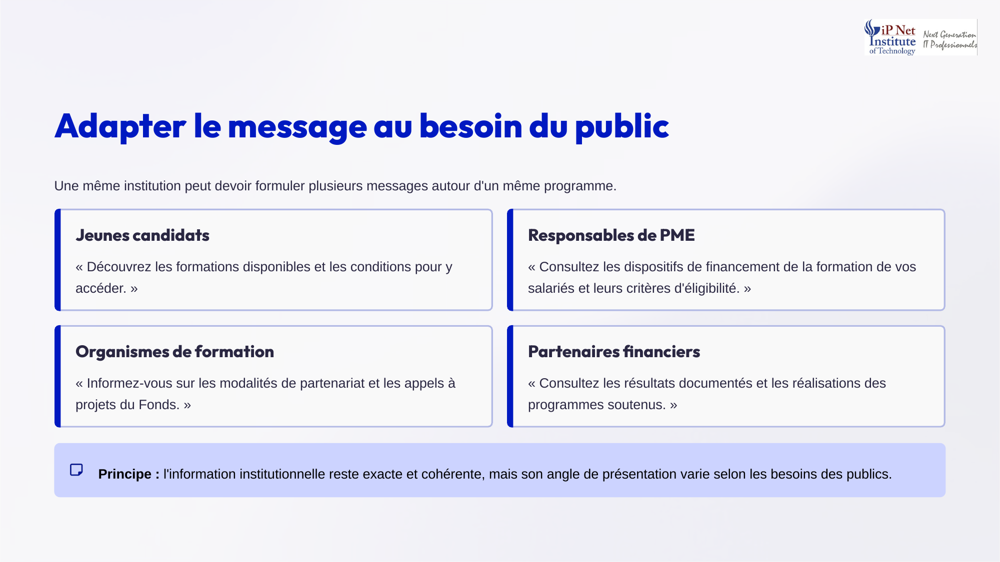 iP Net
Institute
of Technology
Next Generation
IT Professionnels
Adapter le message au besoin du public
Une même institution peut devoir formuler plusieurs messages autour d'un même programme.
Jeunes candidats
« Découvrez les formations disponibles et les conditions pour y
accéder. »
Responsables de PME
« Consultez les dispositifs de financement de la formation de vos
salariés et leurs critères d'éligibilité. »
Organismes de formation
« Informez-vous sur les modalités de partenariat et les appels à
projets du Fonds. »
Partenaires financiers
« Consultez les résultats documentés et les réalisations des
programmes soutenus. »
Principe : l'information institutionnelle reste exacte et cohérente, mais son angle de présentation varie selon les besoins des publics.